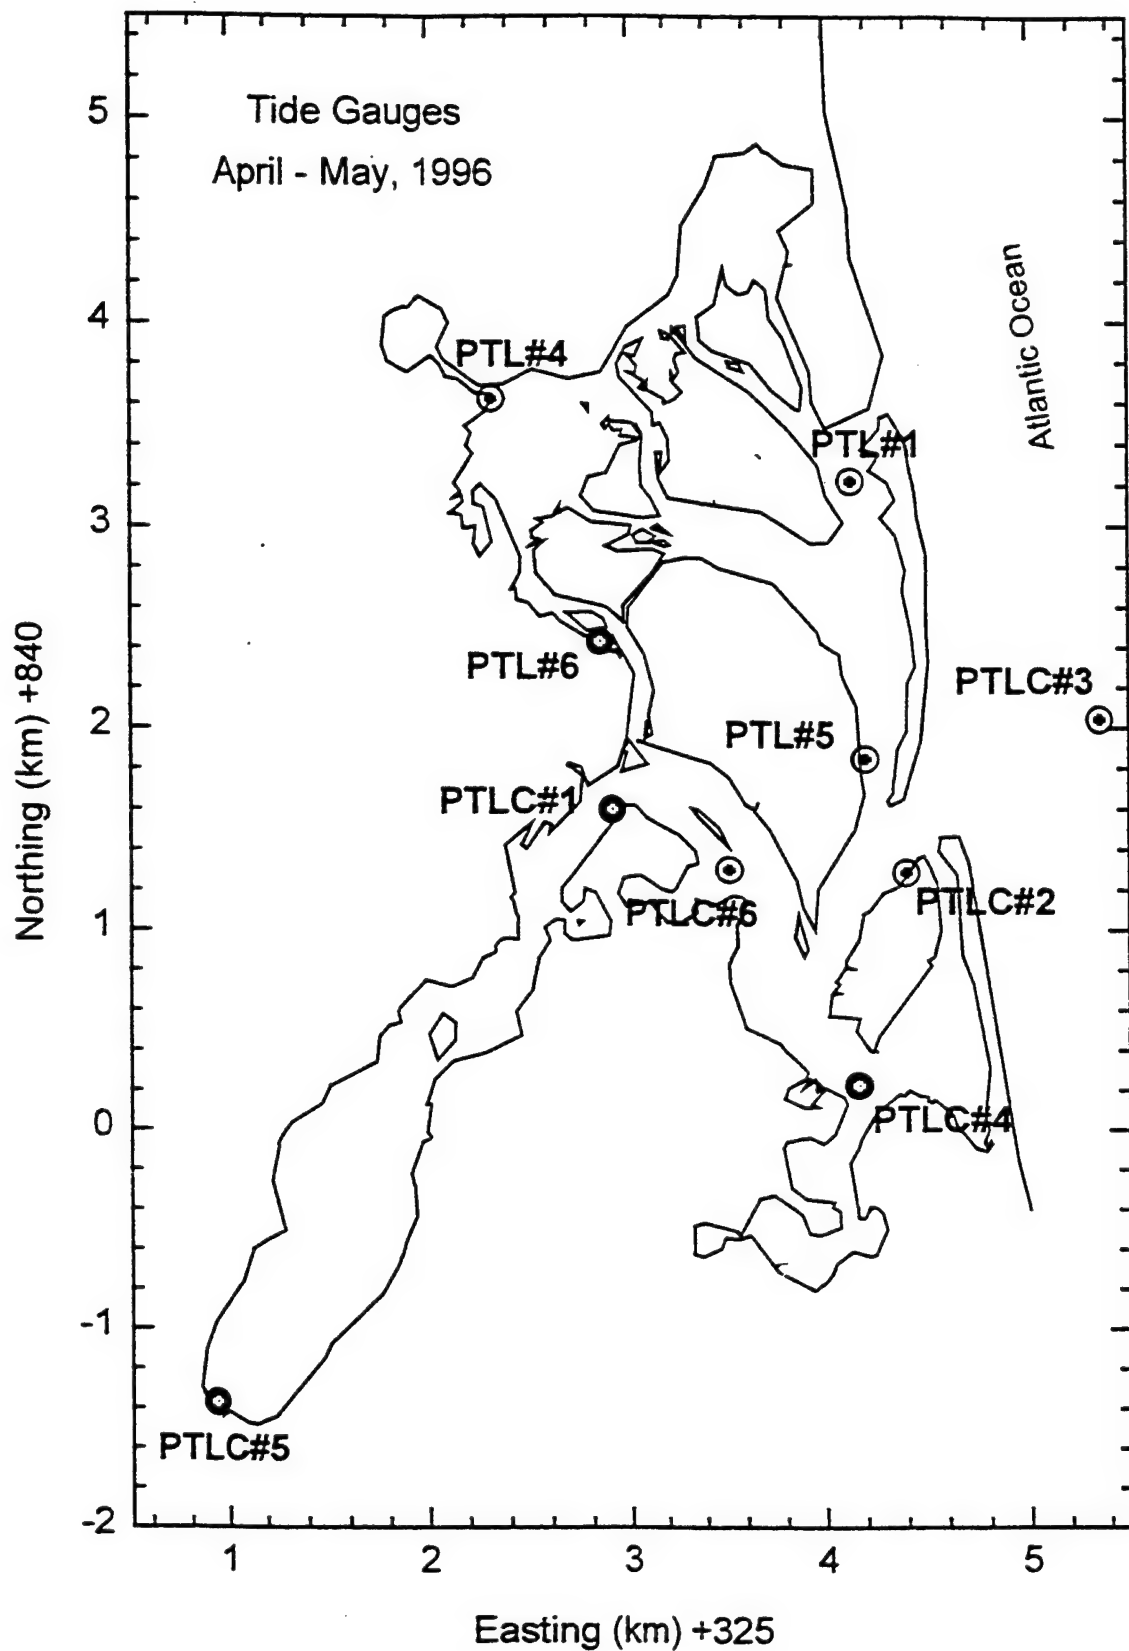 Tide Gauges
April - May, 1996
5
4
3
2
1
0
-1
-2
Northing (km) +840
Atlantic Ocean
PTL#4
PTL#1
PTL#6
PTLC#3
PTL#5
PTLC#1
PTLC#6
PTLC#2
PTLC#4
PTLC#5
1
2
3
4
5
Easting (km) +325